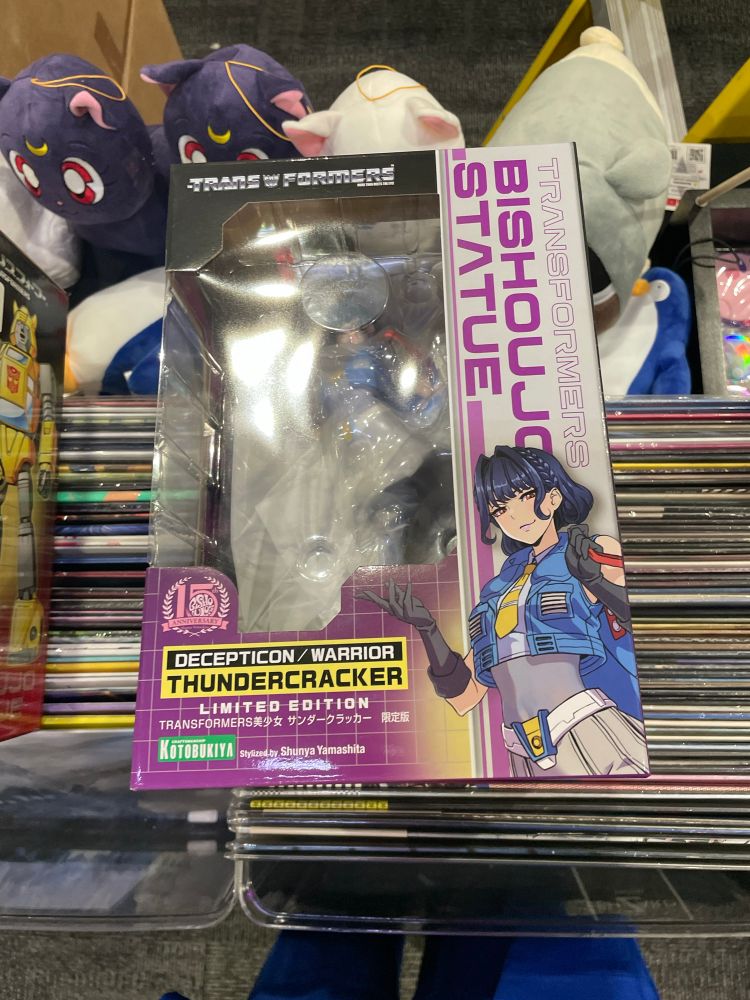 TRANSFORMERS
TRANSFORMERS
BISHOUJO
STATUE
15th
ANNIVERSARY
DECEPTICON/WARRIOR
THUNDERCRACKER
LIMITED EDITION
TRANSFORMERS美少女 サンダークラッカー 限定版
KOTOBUKIYA
Stylized by Shunya Yamashita